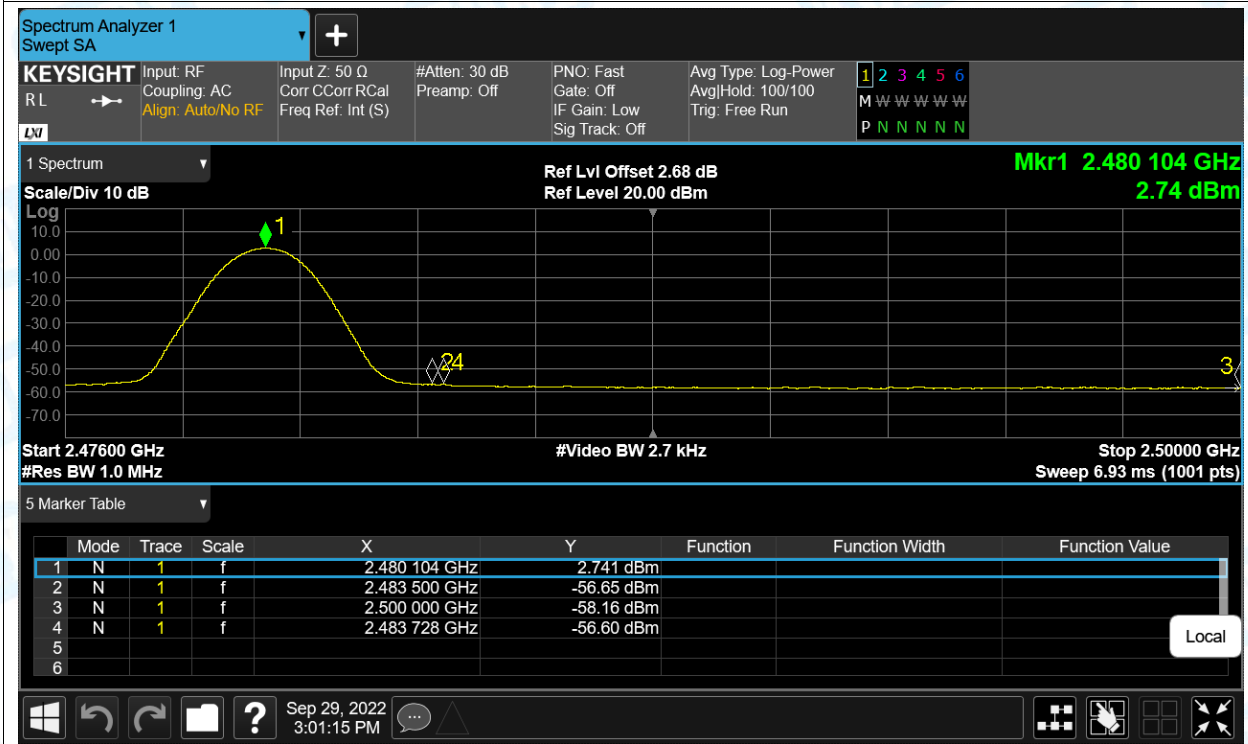 Spectrum Analyzer 1
Swept SA
+
KEYSIGHT
R L
LXI
Input: RF
Coupling: AC
Align: Auto/No RF
Input Z: 50 Ω
Corr CCorr RCal
Freq Ref: Int (S)
#Atten: 30 dB
Preamp: Off
PNO: Fast
Gate: Off
IF Gain: Low
Sig Track: Off
Avg Type: Log-Power
Avg|Hold: 100/100
Trig: Free Run
1 2 3 4 5 6
M W W W W W
P N N N N N
1 Spectrum
Scale/Div 10 dB
Ref Lvl Offset 2.68 dB
Ref Level 20.00 dBm
Mkr1 2.480 104 GHz
2.74 dBm
Log
10.0
0.00
-10.0
-20.0
-30.0
-40.0
-50.0
-60.0
-70.0
1
24
3
Start 2.47600 GHz
#Res BW 1.0 MHz
#Video BW 2.7 kHz
Stop 2.50000 GHz
Sweep 6.93 ms (1001 pts)
5 Marker Table
Mode Trace Scale X Y Function Function Width Function Value
1 N 1 f 2.480 104 GHz 2.741 dBm
2 N 1 f 2.483 500 GHz -56.65 dBm
3 N 1 f 2.500 000 GHz -58.16 dBm
4 N 1 f 2.483 728 GHz -56.60 dBm
5
6
Local
?
Sep 29, 2022
3:01:15 PM